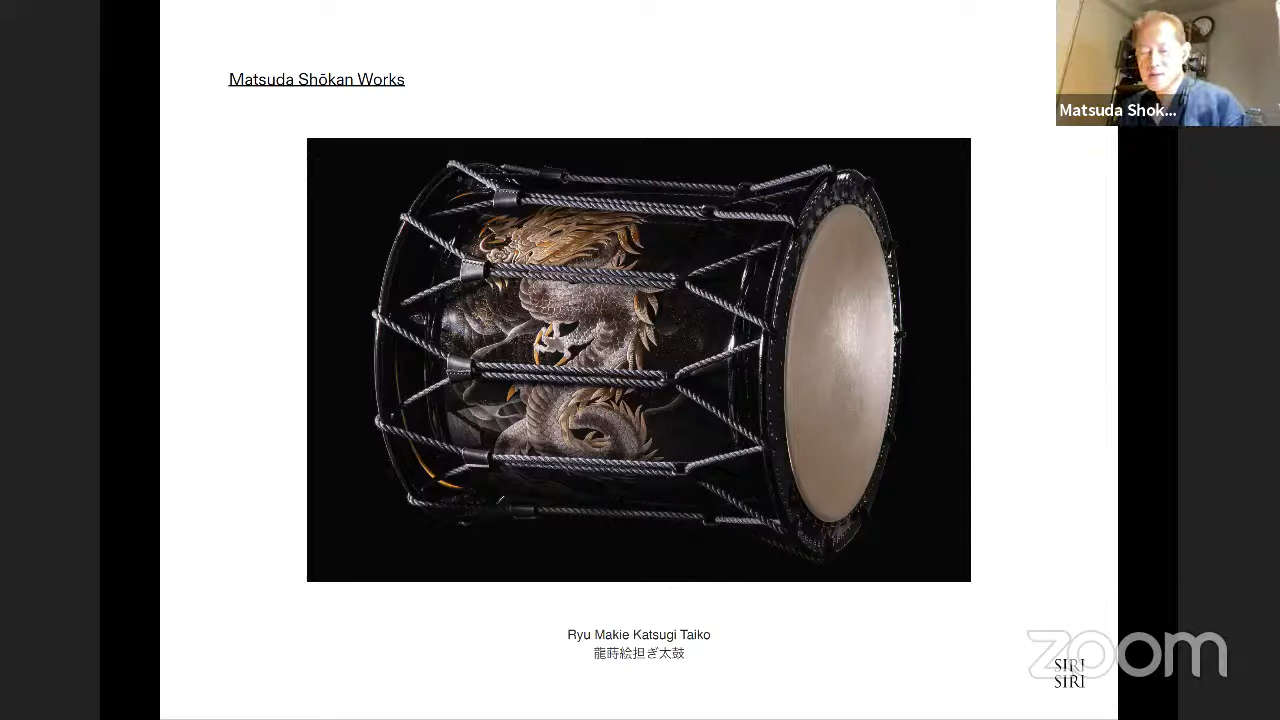 Matsuda Shōkan Works
Matsuda Shok...
Ryu Makie Katsugi Taiko
龍蒔絵担ぎ太鼓
zoom
SIRI
SIRI